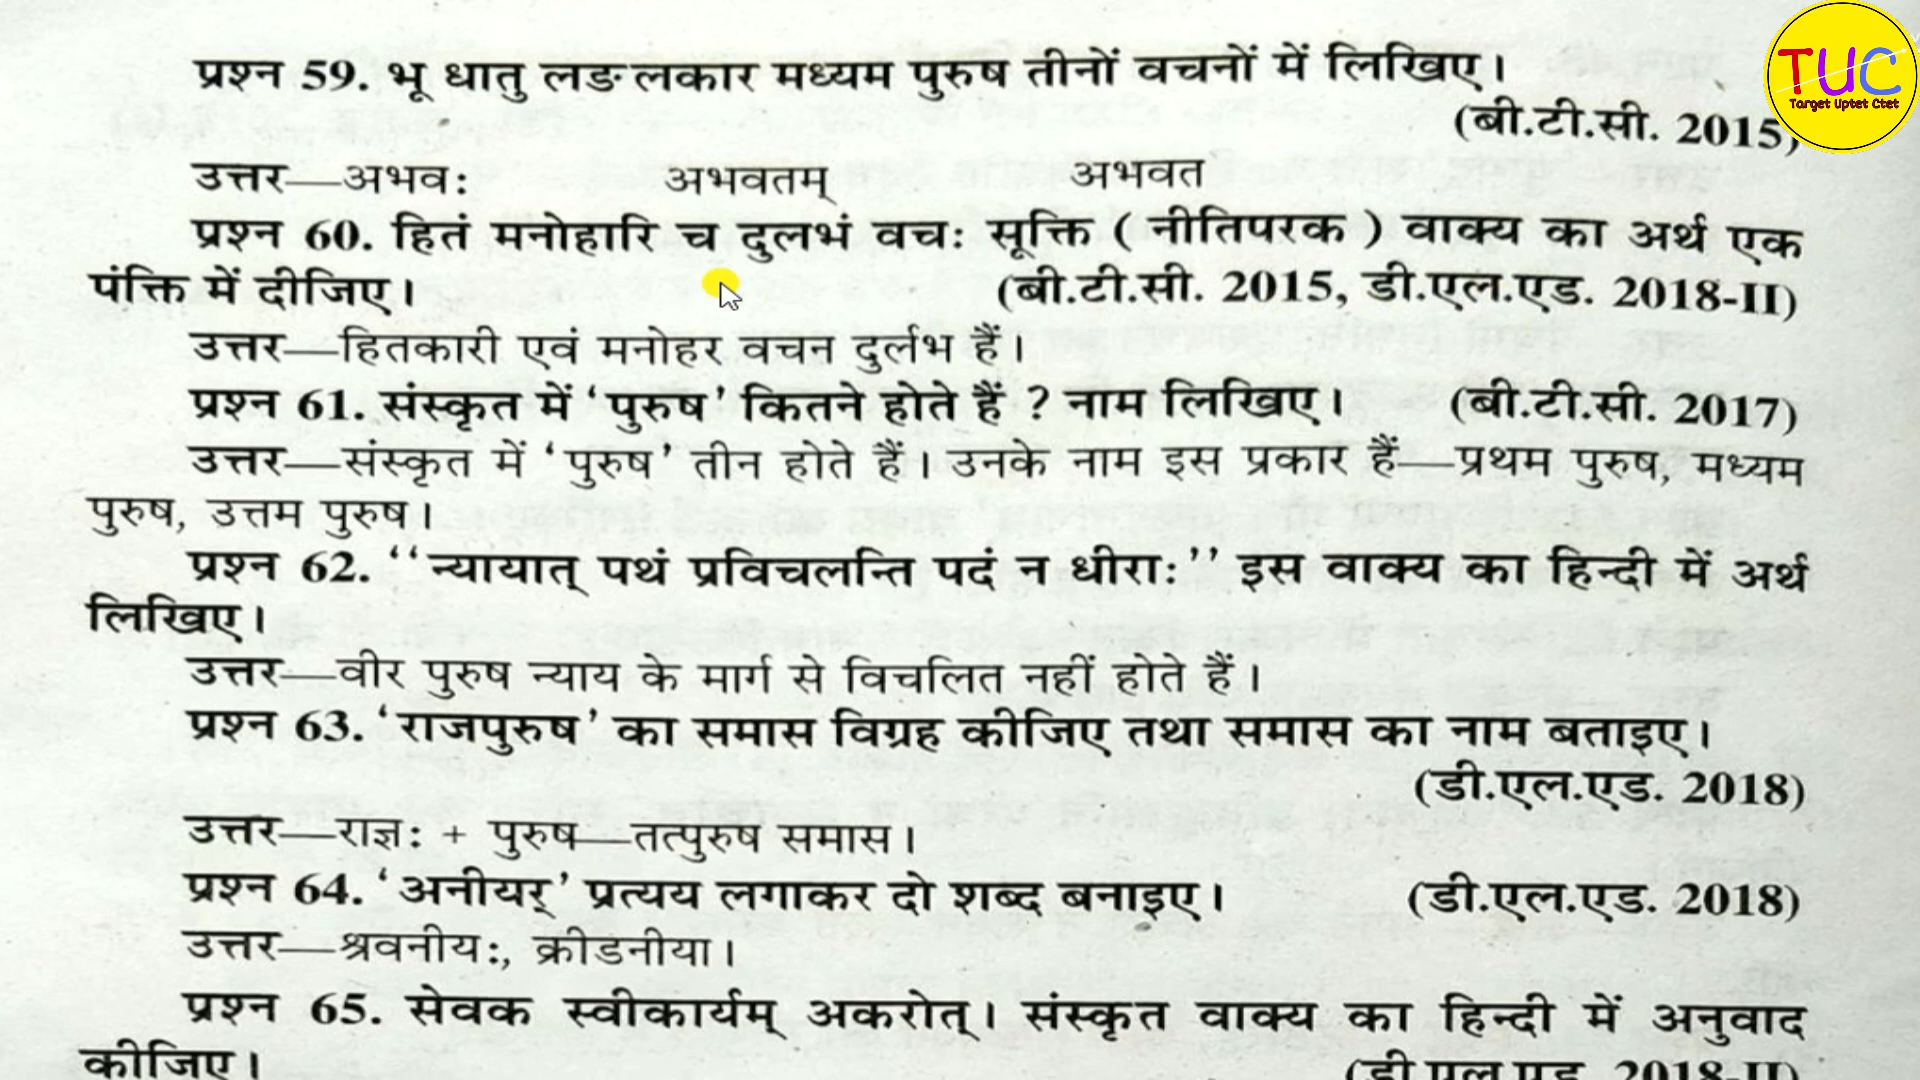 प्रश्न 59. भू धातु लङ लकार मध्यम पुरुष तीनों वचनों में लिखिए।
TUC
Target Uptet Ctet
(बी.टी.सी. 2015)
उत्तर—अभवः अभवतम् अभवत
प्रश्न 60. हितं मनोहारि च दुलभं वचः सूक्ति ( नीतिपरक ) वाक्य का अर्थ एक
पंक्ति में दीजिए। (बी.टी.सी. 2015, डी.एल.एड. 2018-II)
उत्तर—हितकारी एवं मनोहर वचन दुर्लभ हैं।
प्रश्न 61. संस्कृत में ‘पुरुष’ कितने होते हैं ? नाम लिखिए। (बी.टी.सी. 2017)
उत्तर—संस्कृत में ‘पुरुष’ तीन होते हैं। उनके नाम इस प्रकार हैं—प्रथम पुरुष, मध्यम
पुरुष, उत्तम पुरुष।
प्रश्न 62. ‘‘न्यायात् पथं प्रविचलन्ति पदं न धीराः’’ इस वाक्य का हिन्दी में अर्थ
लिखिए।
उत्तर—वीर पुरुष न्याय के मार्ग से विचलित नहीं होते हैं।
प्रश्न 63. ‘राजपुरुष’ का समास विग्रह कीजिए तथा समास का नाम बताइए।
(डी.एल.एड. 2018)
उत्तर—राज्ञः + पुरुष—तत्पुरुष समास।
प्रश्न 64. ‘अनीयर्’ प्रत्यय लगाकर दो शब्द बनाइए। (डी.एल.एड. 2018)
उत्तर—श्रवनीयः, क्रीडनीया।
प्रश्न 65. सेवक स्वीकार्यम् अकरोत्। संस्कृत वाक्य का हिन्दी में अनुवाद
कीजिए। (डी.एल.एड. 2018-II)